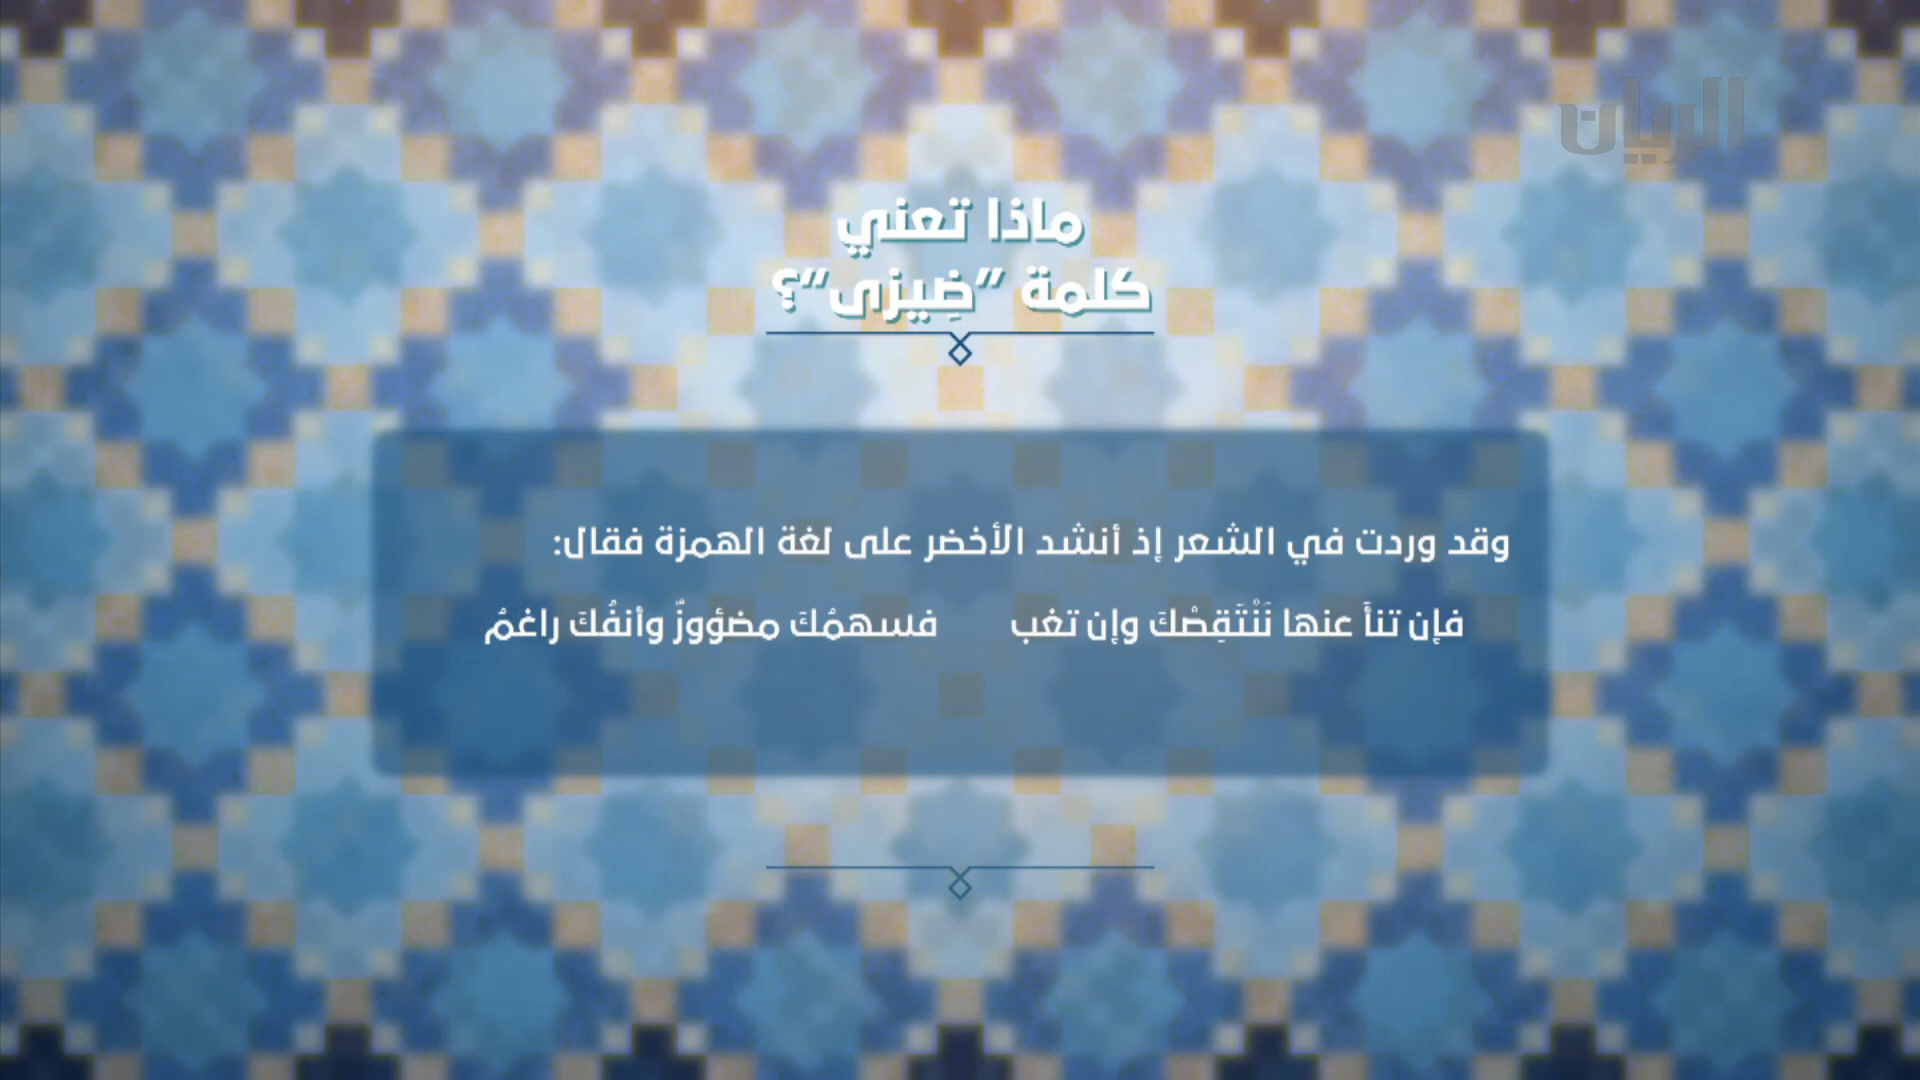 الريان
ماذا تعني
كلمة "ضِيزى"؟
وقد وردت في الشعر إذ أنشد الأخضر على لغة الهمزة فقال:
فإن تنأَ عنها نَنْتَقِصْكَ وإن تغب فسهمُكَ مضؤوزٌ وأنفُكَ راغمُ